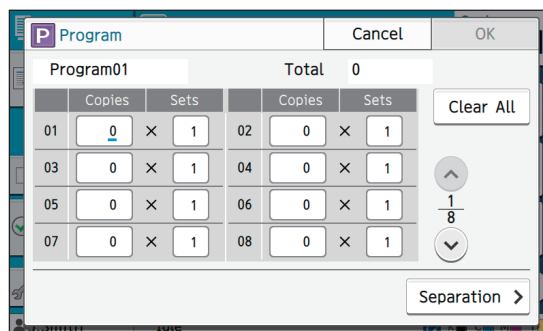 P Program Cancel OK
Program01 Total 0
Copies Sets Copies Sets Clear All
01 0 × 1 02 0 × 1
03 0 × 1 04 0 × 1
05 0 × 1 06 0 × 1
1
8
07 0 × 1 08 0 × 1
Separation >
J.Smith Idle